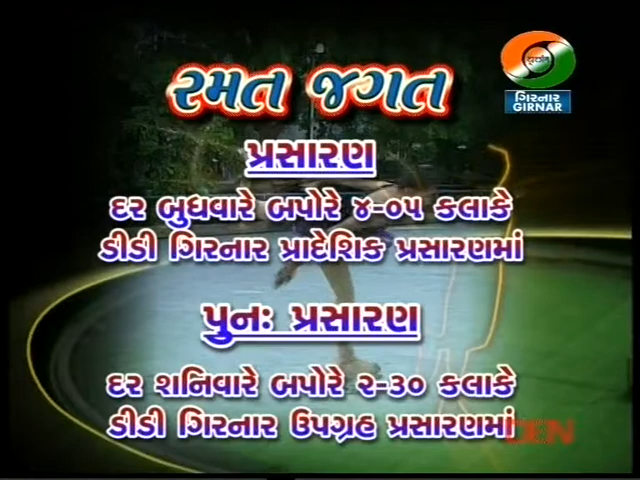 રમત જગત
ગિરનાર
GIRNAR
પ્રસારણ
દર બુધવારે બપોરે ૪-૦૫ કલાકે
ડીડી ગિરનાર પ્રાદેશિક પ્રસારણમાં
પુનઃ પ્રસારણ
દર શનિવારે બપોરે ૨-૩૦ કલાકે
ડીડી ગિરનાર ઉપગ્રહ પ્રસારણમાં
DEN